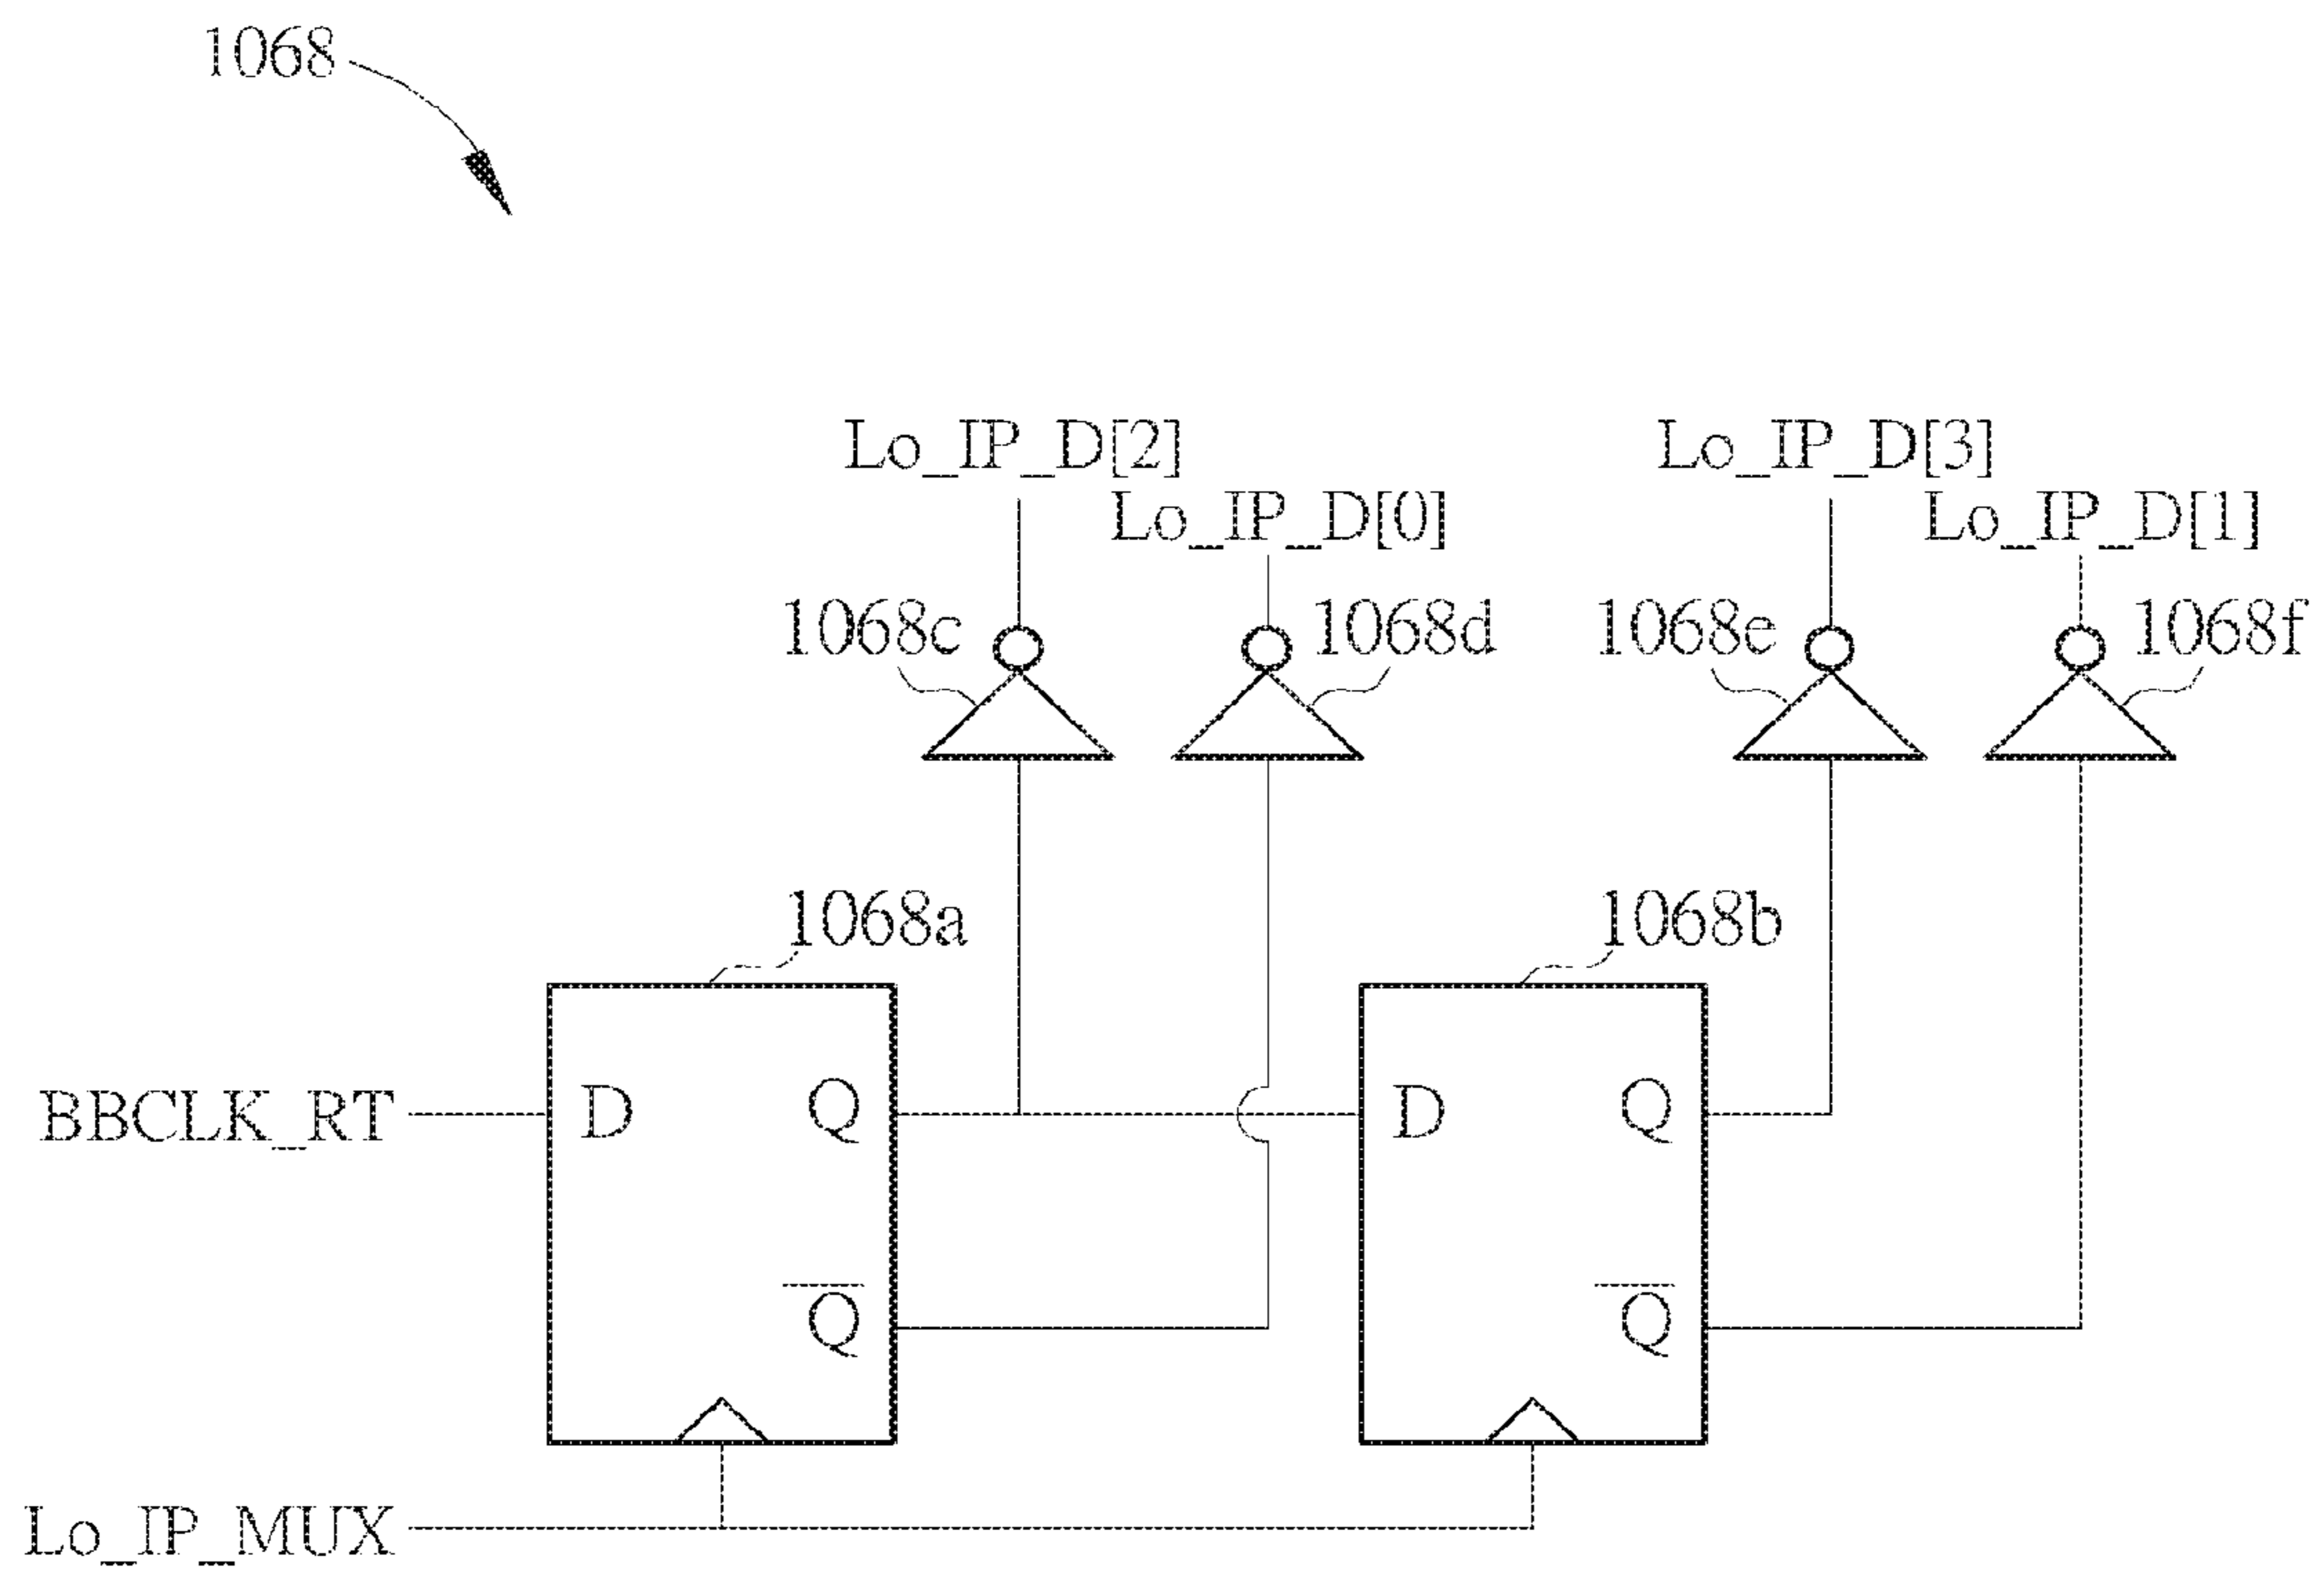 1068
Lo_IP_D[2]
Lo_IP_D[3]
Lo_IP_D[0]
Lo_IP_D[1]
1068c
1068d
1068e
1068f
1068a
1068b
BBCLK_RT
D
Q
D
Q
Q̅
Q̅
Lo_IP_MUX